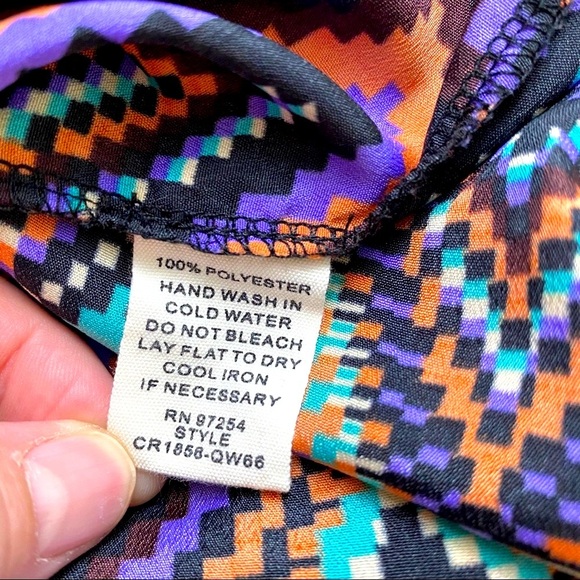 100% POLYESTER
HAND WASH IN
COLD WATER
DO NOT BLEACH
LAY FLAT TO DRY
COOL IRON
IF NECESSARY
RN 97254
STYLE
CR1858-QW66